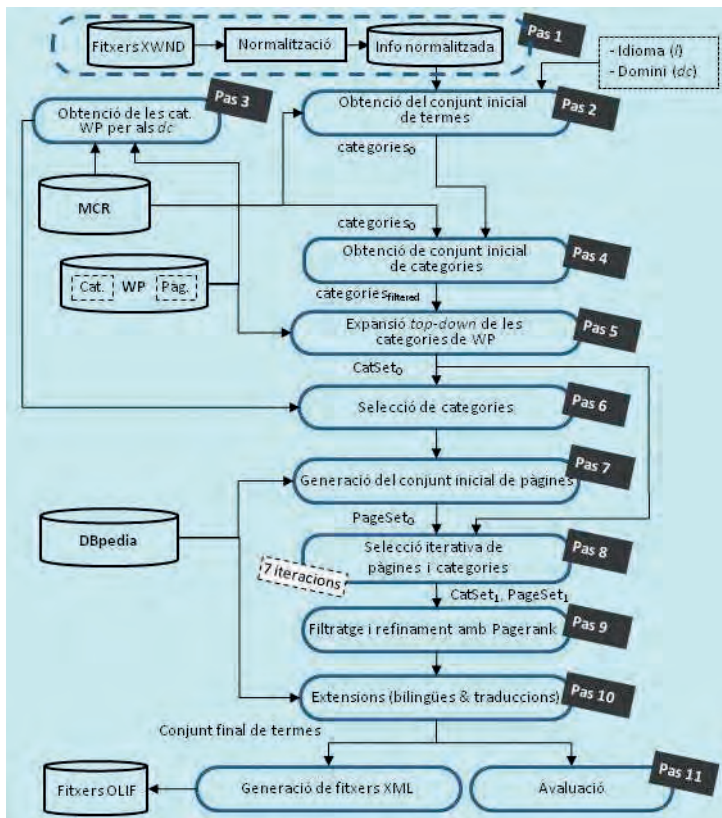 Pas 1
Fitxers XWND
Normalització
Info normalitzada
- Idioma (l)
- Domini (dc)
Pas 2
Obtenció del conjunt inicial
de termes
Pas 3
Obtenció de les cat.
WP per als dc
categories₀
MCR
categories₀
Pas 4
Obtenció de conjunt inicial
de categories
Cat.
WP
Pàg.
categories_filtered
Pas 5
Expansió top-down de les
categories de WP
CatSet₀
Pas 6
Selecció de categories
Pas 7
Generació del conjunt inicial de pàgines
PageSet₀
DBpedia
Pas 8
Selecció iterativa de
pàgines i categories
7 iteracions
CatSet₁, PageSet₁
Pas 9
Filtratge i refinament amb Pagerank
Pas 10
Extensions (bilingües & traduccions)
Conjunt final de termes
Pas 11
Fitxers OLIF
Generació de fitxers XML
Avaluació